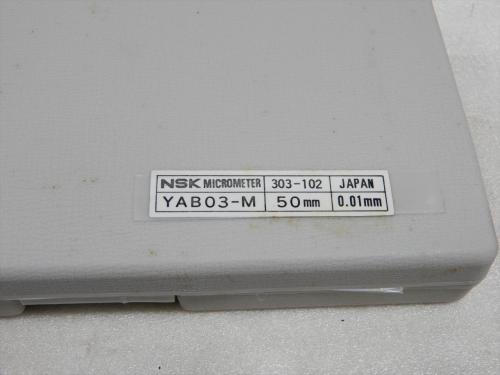 NSK MICROMETER 303-102 JAPAN
YAB03-M 50mm 0.01mm